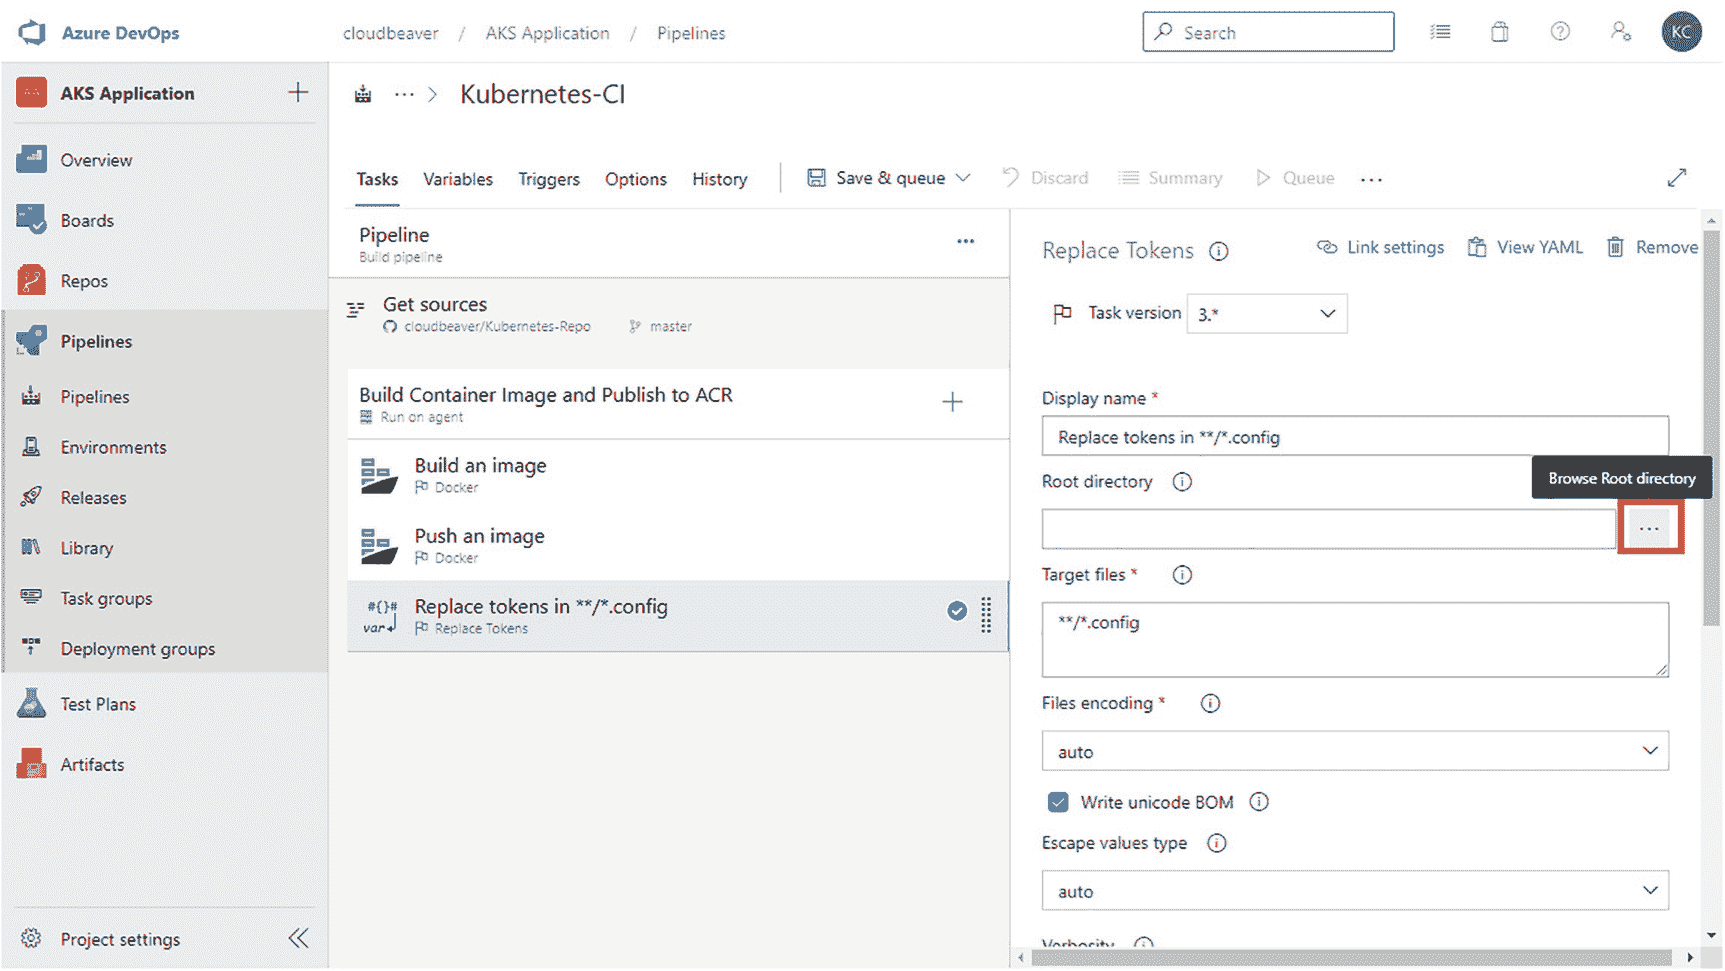 Azure DevOps
cloudbeaver / AKS Application / Pipelines
Search
KC
AKS Application
Kubernetes-CI
Overview
Boards
Repos
Pipelines
Pipelines
Environments
Releases
Library
Task groups
Deployment groups
Test Plans
Artifacts
Project settings
Tasks Variables Triggers Options History Save & queue Discard Summary Queue ...
Pipeline
Build pipeline
Get sources
cloudbeaver/Kubernetes-Repo master
Build Container Image and Publish to ACR
Run on agent
Build an image
Docker
Push an image
Docker
#{}#
var
Replace tokens in **/*.config
Replace Tokens
Replace Tokens Link settings View YAML Remove
Task version 3.*
Display name *
Replace tokens in **/*.config
Browse Root directory
Root directory
...
Target files *
**/*.config
Files encoding *
auto
Write unicode BOM
Escape values type
auto
Verbosity